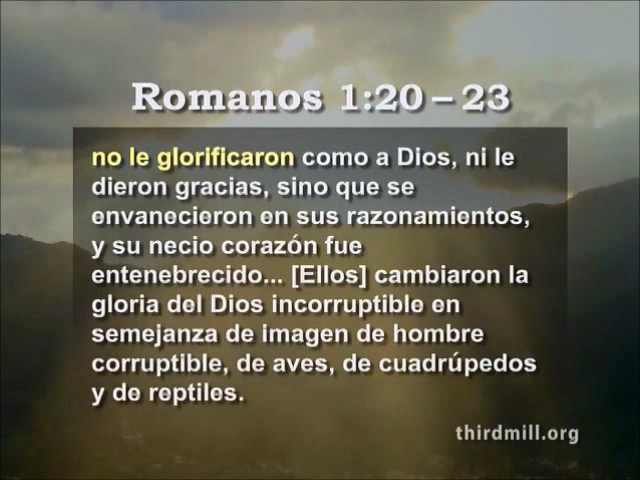 Romanos 1:20 – 23
no le glorificaron como a Dios, ni le
dieron gracias, sino que se
envanecieron en sus razonamientos,
y su necio corazón fue
entenebrecido... [Ellos] cambiaron la
gloria del Dios incorruptible en
semejanza de imagen de hombre
corruptible, de aves, de cuadrúpedos
y de reptiles.
thirdmill.org